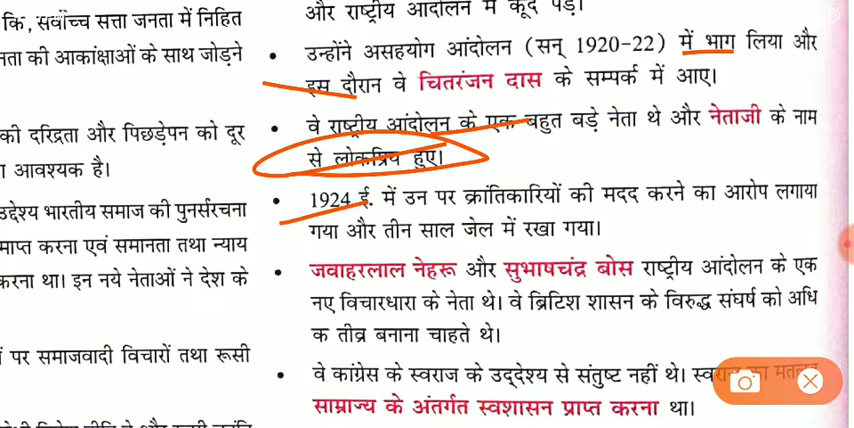 कि, सर्वोच्च सत्ता जनता में निहित
नता की आकांक्षाओं के साथ जोड़ने
की दरिद्रता और पिछड़ेपन को दूर
आवश्यक है।
उद्देश्य भारतीय समाज की पुनर्संरचना
माप्त करना एवं समानता तथा न्याय
करना था। इन नये नेताओं ने देश के
पर समाजवादी विचारों तथा रूसी
और राष्ट्रीय आंदोलन में कूद पड़े।
• उन्होंने असहयोग आंदोलन (सन् 1920-22) में भाग लिया और
इस दौरान वे चितरंजन दास के सम्पर्क में आए।
• वे राष्ट्रीय आंदोलन के एक बहुत बड़े नेता थे और नेताजी के नाम
से लोकप्रिय हुए।
• 1924 ई. में उन पर क्रांतिकारियों की मदद करने का आरोप लगाया
गया और तीन साल जेल में रखा गया।
• जवाहरलाल नेहरू और सुभाषचंद्र बोस राष्ट्रीय आंदोलन के एक
नए विचारधारा के नेता थे। वे ब्रिटिश शासन के विरुद्ध संघर्ष को अधि
क तीव्र बनाना चाहते थे।
• वे कांग्रेस के स्वराज के उद्देश्य से संतुष्ट नहीं थे। स्वराज का मतलब
साम्राज्य के अंतर्गत स्वशासन प्राप्त करना था।